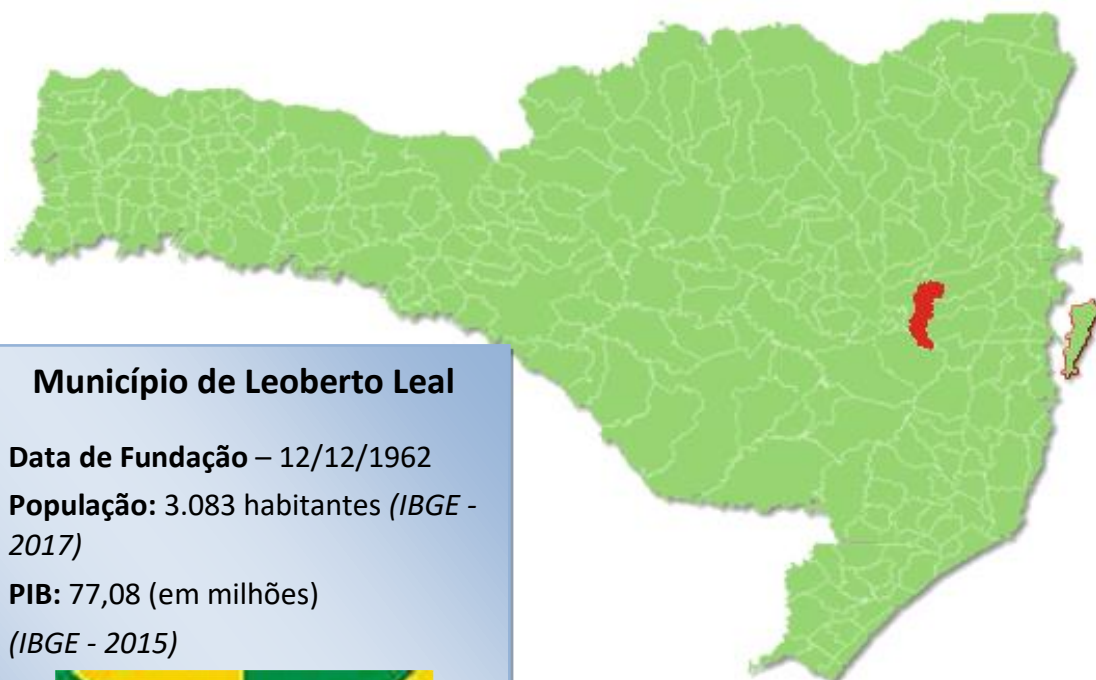 Município de Leoberto Leal
Data de Fundação – 12/12/1962
População: 3.083 habitantes (IBGE -
2017)
PIB: 77,08 (em milhões)
(IBGE - 2015)